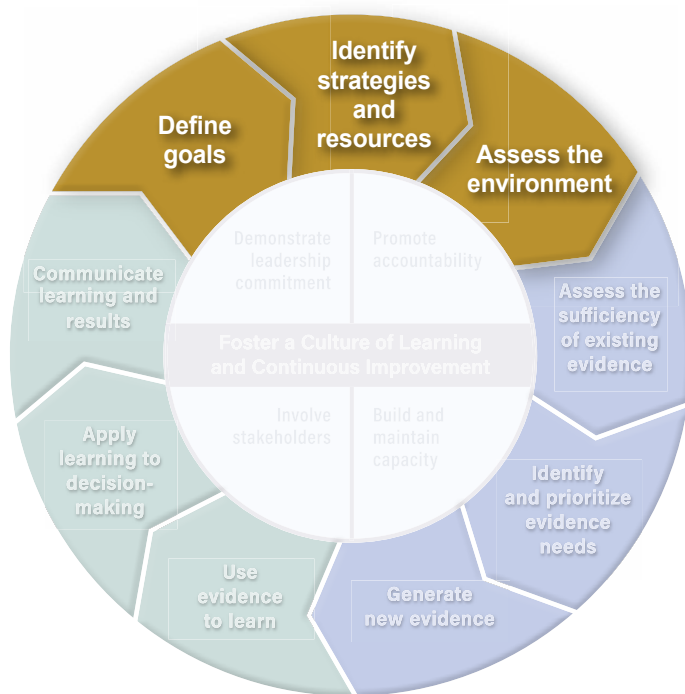 Define
goals
Identify
strategies
and
resources
Assess the
environment
Assess the
sufficiency
of existing
evidence
Identify
and prioritize
evidence
needs
Generate
new evidence
Use
evidence
to learn
Apply
learning to
decision-
making
Communicate
learning and
results
Demonstrate
leadership
commitment
Promote
accountability
Foster a Culture of Learning
and Continuous Improvement
Involve
stakeholders
Build and
maintain
capacity